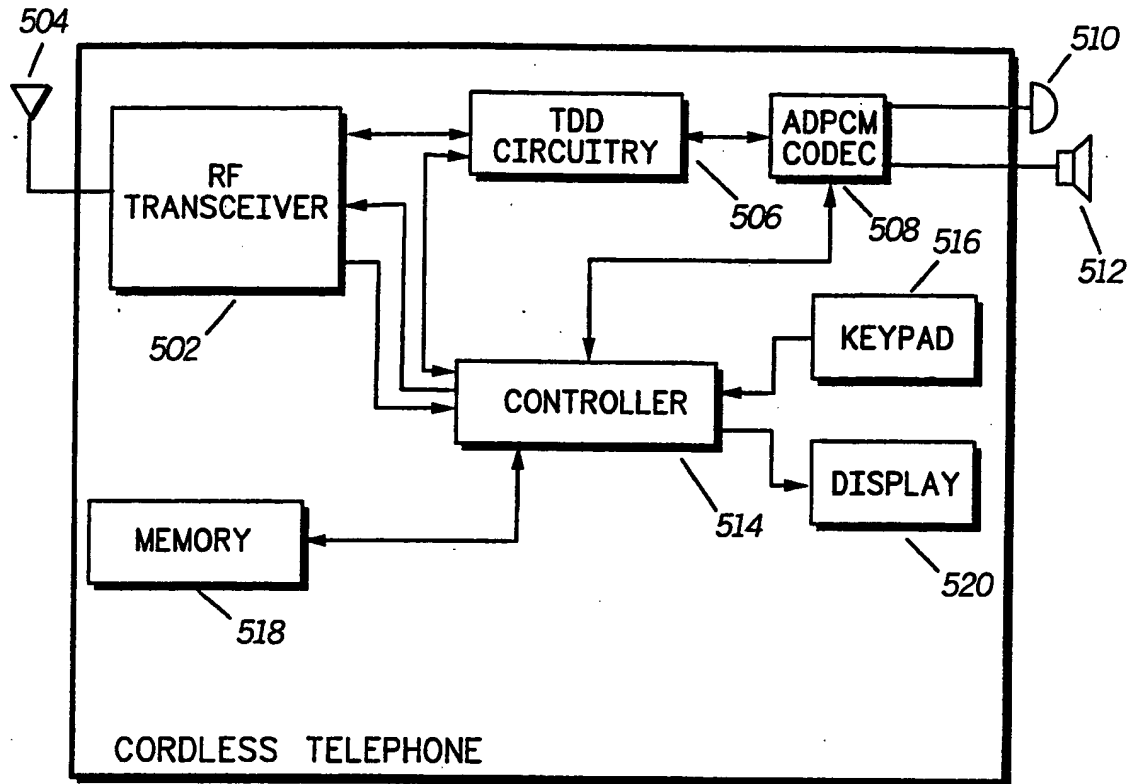 504
510
TDD
CIRCUITRY
ADPCM
CODEC
RF
TRANSCEIVER
506
508
516
512
502
KEYPAD
CONTROLLER
514
DISPLAY
MEMORY
520
518
CORDLESS TELEPHONE